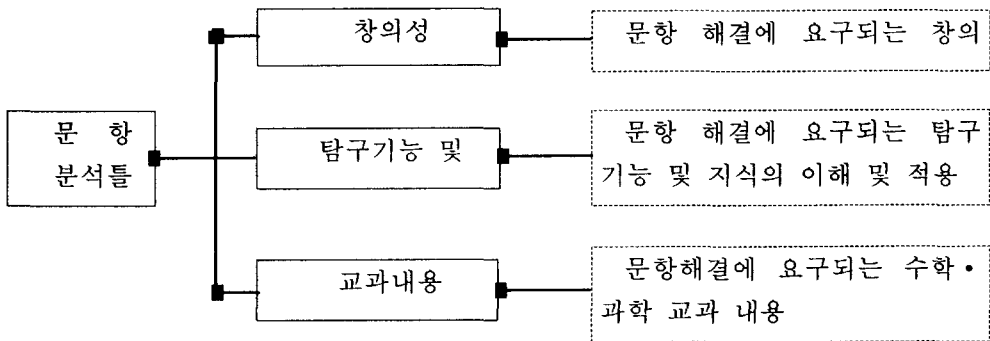 창의성
문항 해결에 요구되는 창의
문 항
분석틀
탐구기능 및
문항 해결에 요구되는 탐구
기능 및 지식의 이해 및 적용
교과내용
문항해결에 요구되는 수학·
과학 교과 내용